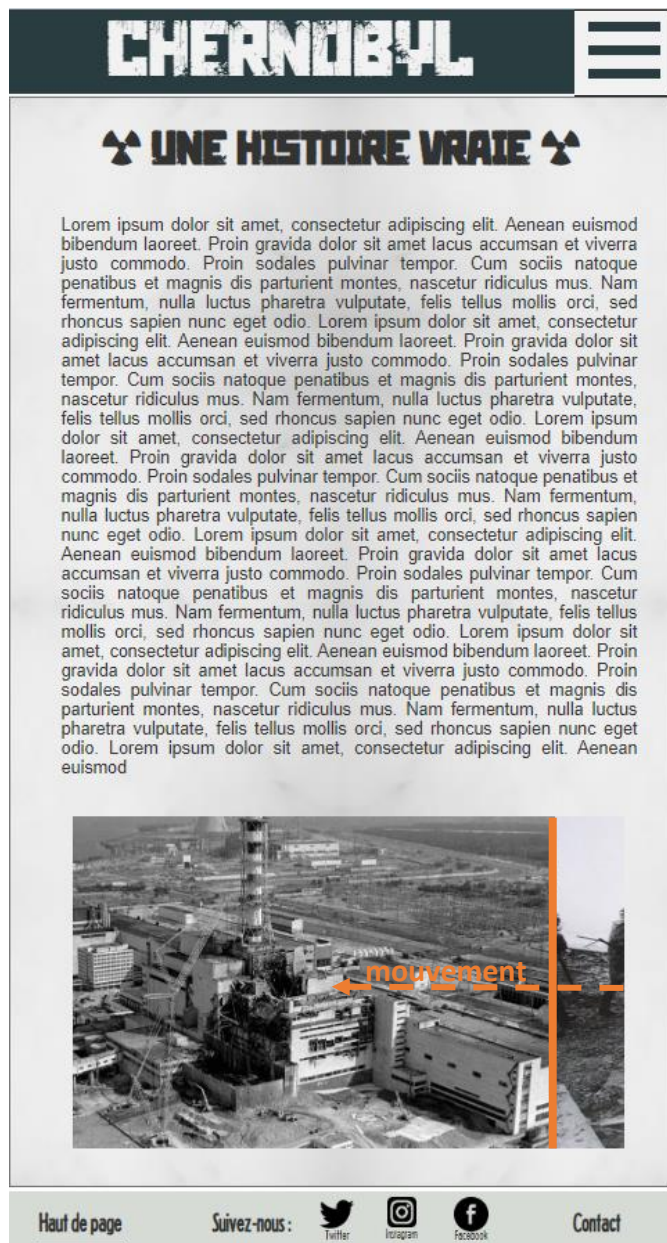 CHERNOBYL
UNE HISTOIRE VRAIE
Lorem ipsum dolor sit amet, consectetur adipiscing elit. Aenean euismod
bibendum laoreet. Proin gravida dolor sit amet lacus accumsan et viverra
justo commodo. Proin sodales pulvinar tempor. Cum sociis natoque
penatibus et magnis dis parturient montes, nascetur ridiculus mus. Nam
fermentum, nulla luctus pharetra vulputate, felis tellus mollis orci, sed
rhoncus sapien nunc eget odio. Lorem ipsum dolor sit amet, consectetur
adipiscing elit. Aenean euismod bibendum laoreet. Proin gravida dolor sit
amet lacus accumsan et viverra justo commodo. Proin sodales pulvinar
tempor. Cum sociis natoque penatibus et magnis dis parturient montes,
nascetur ridiculus mus. Nam fermentum, nulla luctus pharetra vulputate,
felis tellus mollis orci, sed rhoncus sapien nunc eget odio. Lorem ipsum
dolor sit amet, consectetur adipiscing elit. Aenean euismod bibendum
laoreet. Proin gravida dolor sit amet lacus accumsan et viverra justo
commodo. Proin sodales pulvinar tempor. Cum sociis natoque penatibus et
magnis dis parturient montes, nascetur ridiculus mus. Nam fermentum,
nulla luctus pharetra vulputate, felis tellus mollis orci, sed rhoncus sapien
nunc eget odio. Lorem ipsum dolor sit amet, consectetur adipiscing elit.
Aenean euismod bibendum laoreet. Proin gravida dolor sit amet lacus
accumsan et viverra justo commodo. Proin sodales pulvinar tempor. Cum
sociis natoque penatibus et magnis dis parturient montes, nascetur
ridiculus mus. Nam fermentum, nulla luctus pharetra vulputate, felis tellus
mollis orci, sed rhoncus sapien nunc eget odio. Lorem ipsum dolor sit
amet, consectetur adipiscing elit. Aenean euismod bibendum laoreet. Proin
gravida dolor sit amet lacus accumsan et viverra justo commodo. Proin
sodales pulvinar tempor. Cum sociis natoque penatibus et magnis dis
parturient montes, nascetur ridiculus mus. Nam fermentum, nulla luctus
pharetra vulputate, felis tellus mollis orci, sed rhoncus sapien nunc eget
odio. Lorem ipsum dolor sit amet, consectetur adipiscing elit. Aenean
euismod
mouvement
Haut de page Suivez-nous : Twitter Instagram Facebook Contact